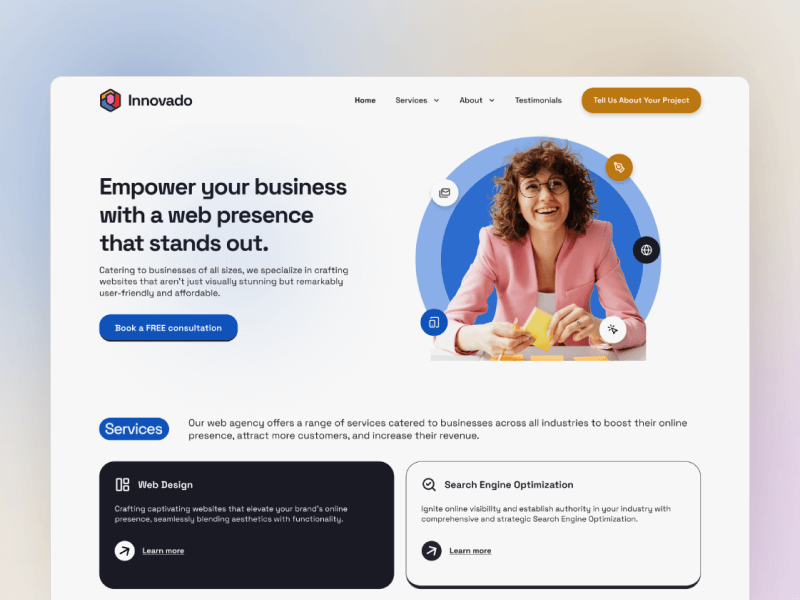 Innovado
Home
Services
About
Testimonials
Tell Us About Your Project
Empower your business
with a web presence
that stands out.
Catering to businesses of all sizes, we specialize in crafting
websites that aren't just visually stunning but remarkably
user-friendly and affordable.
Book a FREE consultation
Services
Our web agency offers a range of services catered to businesses across all industries to boost their online
presence, attract more customers, and increase their revenue.
Web Design
Crafting captivating websites that elevate your brand's online
presence, seamlessly blending aesthetics with functionality.
Learn more
Search Engine Optimization
Ignite online visibility and establish authority in your industry with
comprehensive and strategic Search Engine Optimization.
Learn more